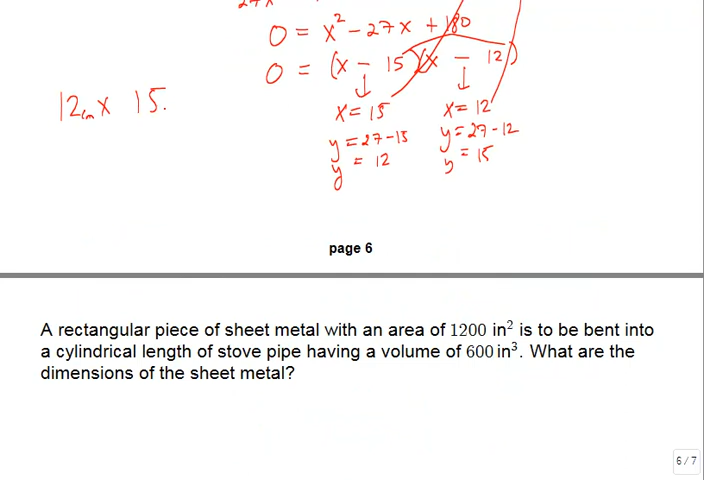 0 = x² - 27x + 180
0 = (x - 15)(x - 12)
↓ ↓
12in x 15.
x = 15 x = 12
y = 27 - 15 y = 27 - 12
y = 12 y = 15
page 6
A rectangular piece of sheet metal with an area of 1200 in² is to be bent into
a cylindrical length of stove pipe having a volume of 600 in³. What are the
dimensions of the sheet metal?
6 / 7